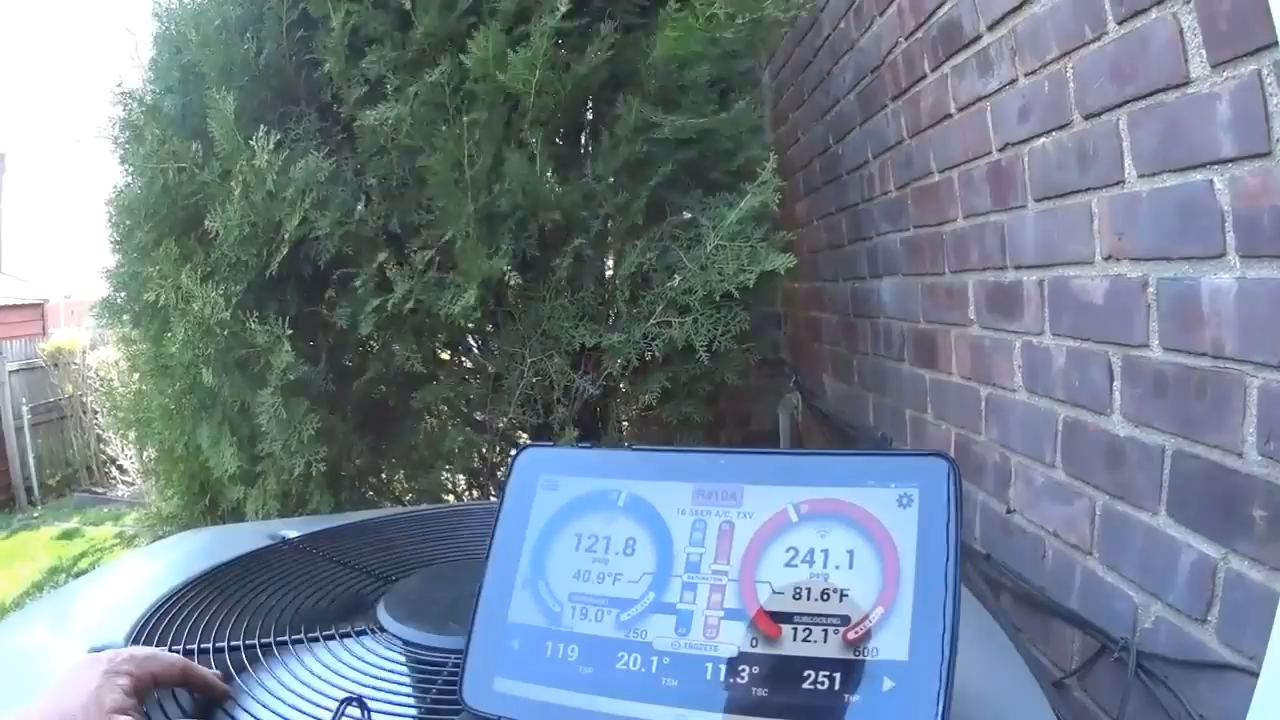 R410A
16 SEER A/C, TXV
121.8
psig
40.9°F
19.0°
250
SATURATION
TARGETS
241.1
psig
81.6°F
SUBCOOLING
12.1°
0
600
119 TSP
20.1° TSH
11.3° TSC
251 THP